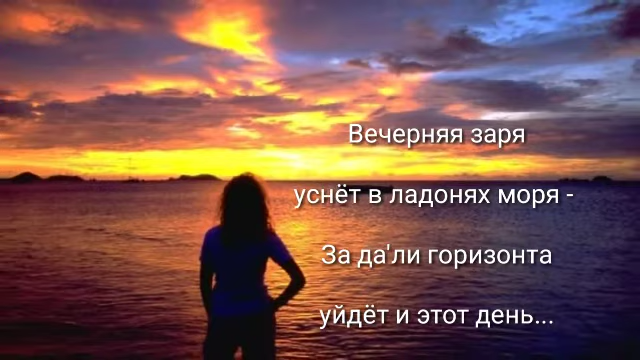 Вечерняя заря
уснёт в ладонях моря -
За да'ли горизонта
уйдёт и этот день...